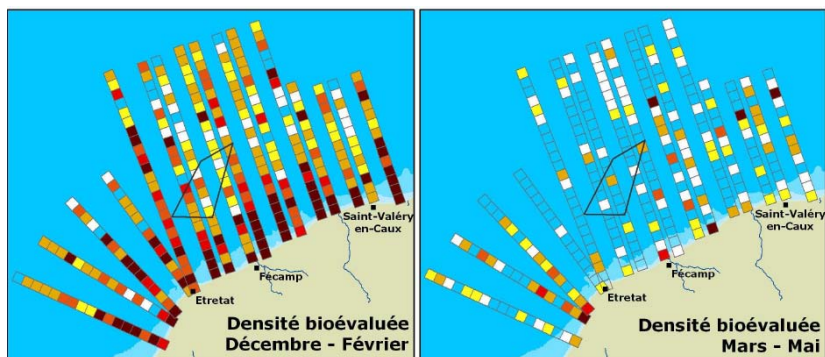 Saint-Valéry
en-Caux
Fécamp
Etretat
Densité bioévaluée
Décembre - Février
Saint-Valéry
en-Caux
Fécamp
Etretat
Densité bioévaluée
Mars - Mai